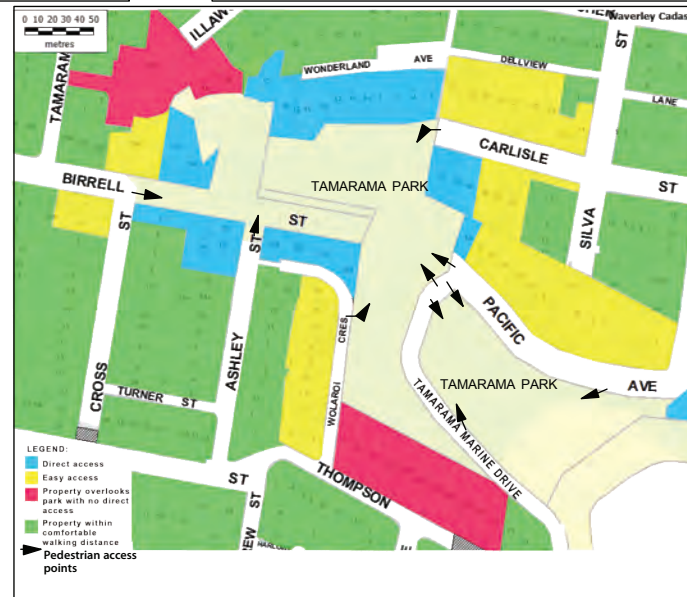 0 10 20 30 40 50
metres
ILLAW
Waverley Cadas
ST
WONDERLAND AVE
DELLVIEW
LANE
TAMARAM
CARLISLE
ST
BIRRELL
TAMARAMA PARK
ST
ST
ST
SILVA
PACIFIC
AVE
CRES
WOLAROI
ASHLEY
CROSS
TURNER ST
TAMARAMA PARK
TAMARAMA MARINE DRIVE
ST
THOMPSON
ST
LEGEND:
Direct access
Easy access
Property overlooks
park with no direct
access
Property within
comfortable
walking distance
Pedestrian access
points